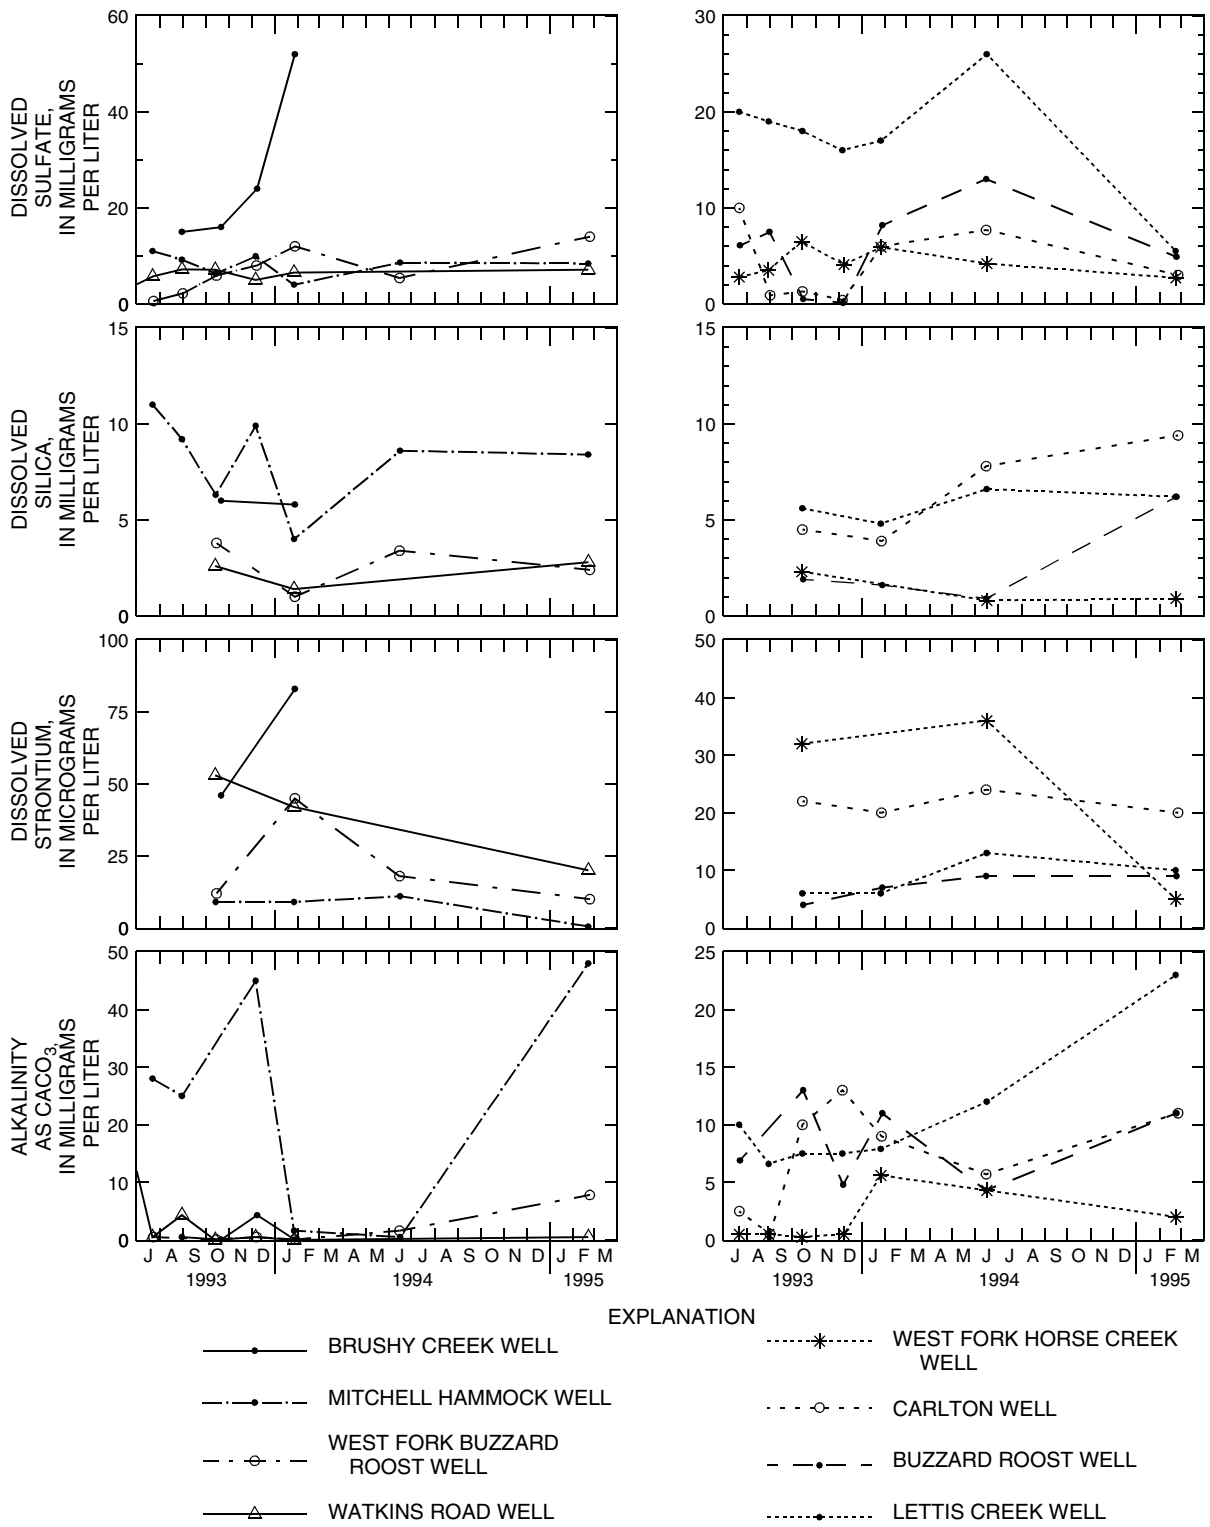 DISSOLVED
SULFATE,
IN MILLIGRAMS
PER LITER
60
40
20
0
30
20
10
0
DISSOLVED
SILICA,
IN MILLIGRAMS
PER LITER
15
10
5
0
15
10
5
0
DISSOLVED
STRONTIUM,
IN MICROGRAMS
PER LITER
100
75
50
25
0
50
40
30
20
10
0
ALKALINITY
AS CACO3,
IN MILLIGRAMS
PER LITER
50
40
30
20
10
0
25
20
15
10
5
0
J A S O N D J F M A M J J A S O N D J F M
1993 1994 1995
J A S O N D J F M A M J J A S O N D J F M
1993 1994 1995
EXPLANATION
BRUSHY CREEK WELL
MITCHELL HAMMOCK WELL
WEST FORK BUZZARD
ROOST WELL
WATKINS ROAD WELL
WEST FORK HORSE CREEK
WELL
CARLTON WELL
BUZZARD ROOST WELL
LETTIS CREEK WELL